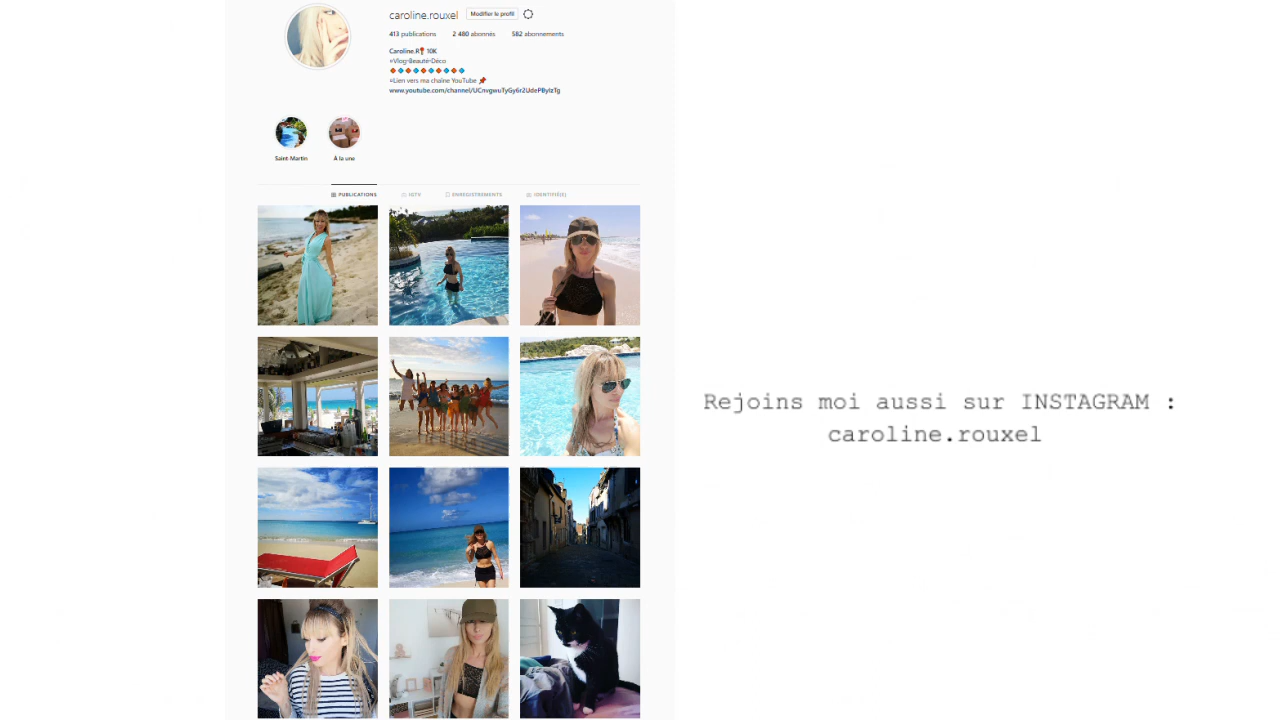 caroline.rouxel Modifier le profil
413 publications 2 480 abonnés 582 abonnements
Caroline.R📍 10K
▫Vlog-Beauté-Déco
▫Lien vers ma chaîne YouTube 📌
Saint-Martin À la une
PUBLICATIONS IGTV ENREGISTREMENTS IDENTIFIÉ(E)
Rejoins moi aussi sur INSTAGRAM :
caroline.rouxel